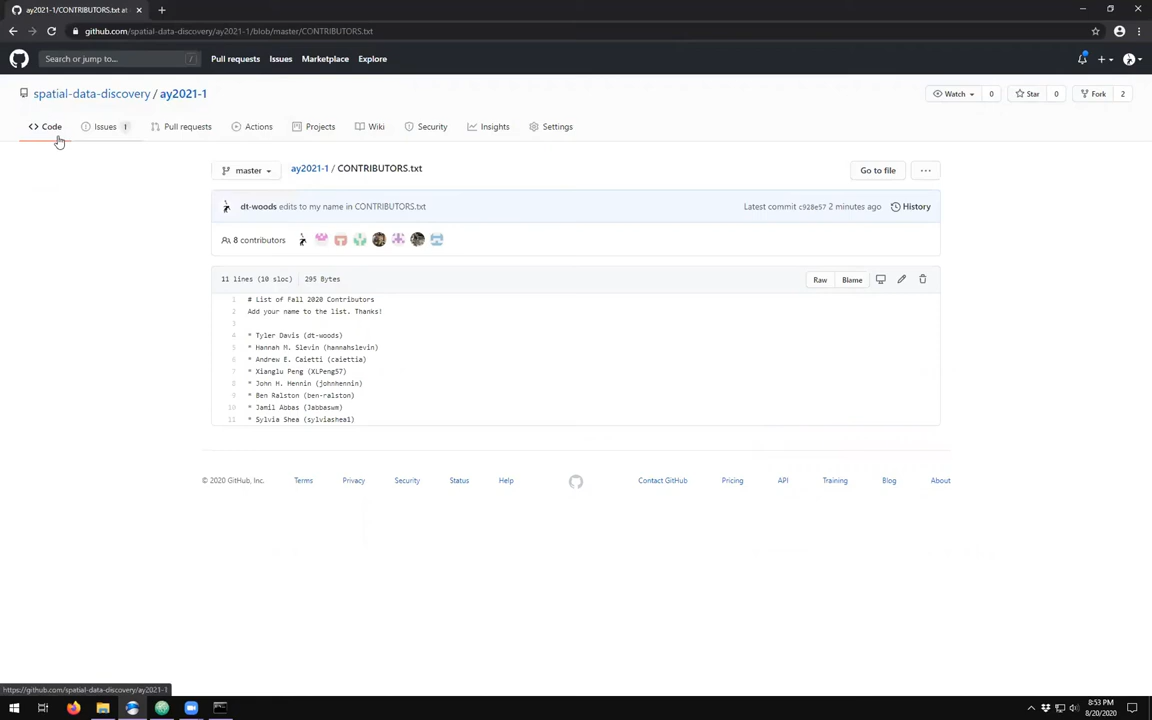 ay2021-1/CONTRIBUTORS.txt at
github.com/spatial-data-discovery/ay2021-1/blob/master/CONTRIBUTORS.txt
Search or jump to... /
Pull requests Issues Marketplace Explore
spatial-data-discovery / ay2021-1
Watch 0 Star 0 Fork 2
Code Issues 1 Pull requests Actions Projects Wiki Security Insights Settings
master ay2021-1 / CONTRIBUTORS.txt Go to file ...
dt-woods edits to my name in CONTRIBUTORS.txt Latest commit c928e57 2 minutes ago History
8 contributors
11 lines (10 sloc) 295 Bytes Raw Blame
1 # List of Fall 2020 Contributors
2 Add your name to the list. Thanks!
3
4 * Tyler Davis (dt-woods)
5 * Hannah M. Slevin (hannahslevin)
6 * Andrew E. Caietti (caiettia)
7 * Xianglu Peng (XLPeng57)
8 * John H. Hennin (johnhennin)
9 * Ben Ralston (ben-ralston)
10 * Jamil Abbas (Jabbaswm)
11 * Sylvia Shea (sylviasheal)
© 2020 GitHub, Inc. Terms Privacy Security Status Help Contact GitHub Pricing API Training Blog About
https://github.com/spatial-data-discovery/ay2021-1
8:53 PM
8/20/2020